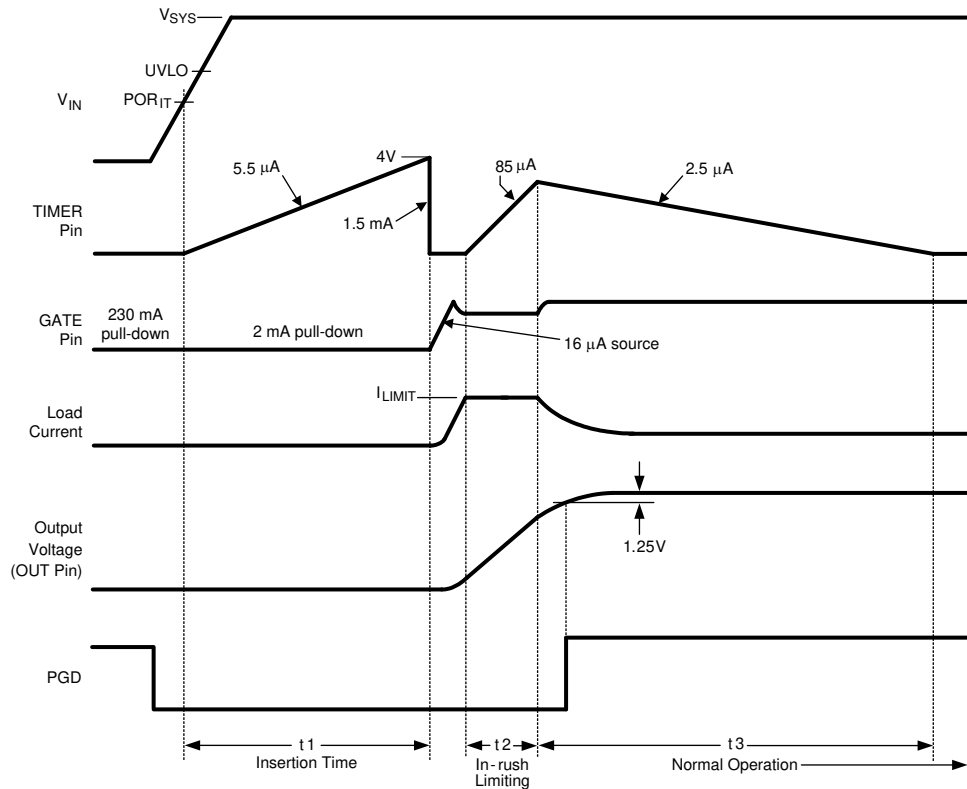 VSYS
UVLO
VIN
PORIT
4V
5.5 μA
85 μA
2.5 μA
TIMER
Pin
1.5 mA
GATE
Pin
230 mA
pull-down
2 mA pull-down
16 μA source
ILIMIT
Load
Current
Output
Voltage
(OUT Pin)
1.25V
PGD
t1
Insertion Time
t2
In-rush
Limiting
t3
Normal Operation